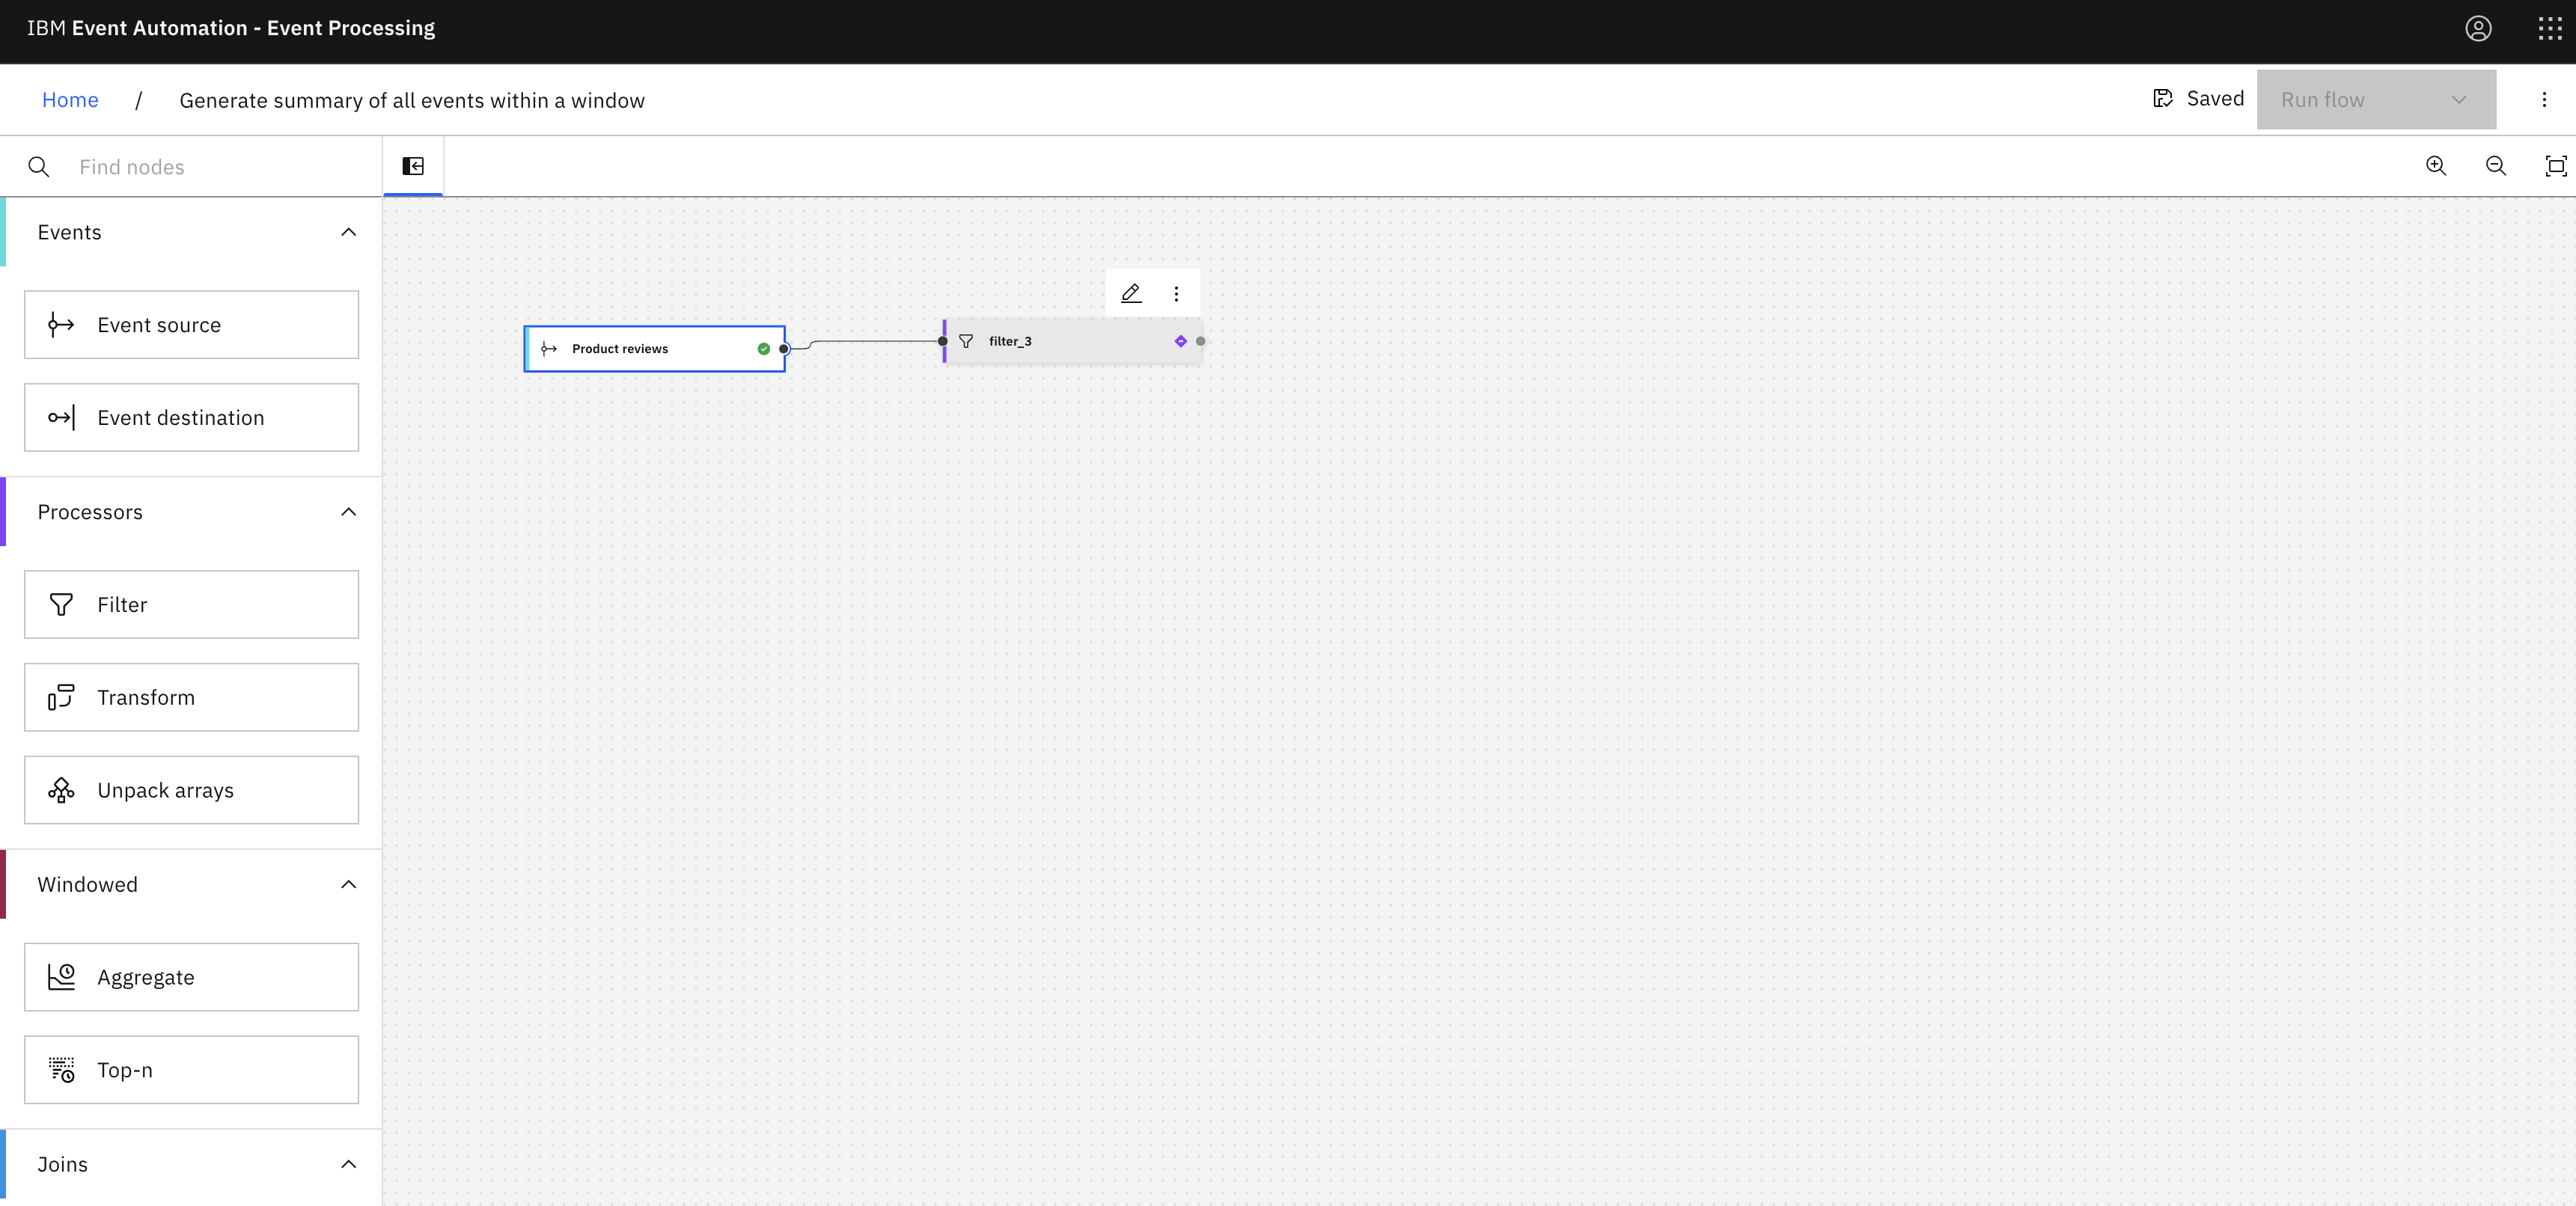 IBM Event Automation - Event Processing
Home / Generate summary of all events within a window
Saved
Run flow
Find nodes
Events
Event source
Event destination
Processors
Filter
Transform
Unpack arrays
Windowed
Aggregate
Top-n
Joins
Product reviews
filter_3